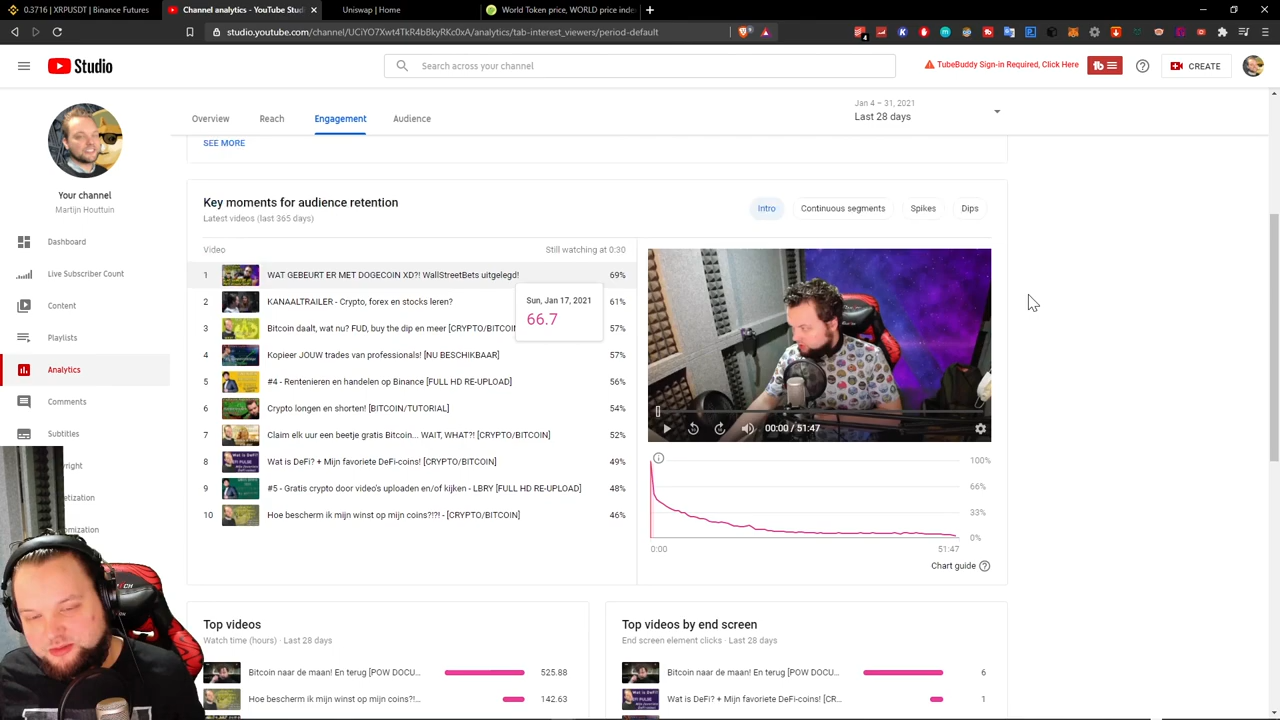 0.3716 | XRPUSDT | Binance Futures
Channel analytics - YouTube Studi
Uniswap | Home
World Token price, WORLD price inde
studio.youtube.com/channel/UCiYO7Xwt4TkR4bBkyRKc0xA/analytics/tab-interest_viewers/period-default
Studio
Search across your channel
TubeBuddy Sign-in Required, Click Here
CREATE
Overview
Reach
Engagement
Audience
Jan 4 – 31, 2021
Last 28 days
SEE MORE
Your channel
Martijn Houttuin
Dashboard
Live Subscriber Count
Content
Playlists
Analytics
Comments
Subtitles
yright
etization
omization
Key moments for audience retention
Latest videos (last 365 days)
Intro
Continuous segments
Spikes
Dips
Video
Still watching at 0:30
1 WAT GEBEURT ER MET DOGECOIN XD?! WallStreetBets uitgelegd! 69%
2 KANAALTRAILER - Crypto, forex en stocks leren? 61%
3 Bitcoin daalt, wat nu? FUD, buy the dip en meer [CRYPTO/BITCOIN 57%
4 Kopieer JOUW trades van professionals! [NU BESCHIKBAAR] 57%
5 #4 - Rentenieren en handelen op Binance [FULL HD RE-UPLOAD] 56%
6 Crypto longen en shorten! [BITCOIN/TUTORIAL] 54%
7 Claim elk uur een beetje gratis Bitcoin... WAIT, WHAT?! [CRYPTO/BITCOIN] 52%
8 Wat is DeFi? + Mijn favoriete DeFi-coins! [CRYPTO/BITCOIN] 49%
9 #5 - Gratis crypto door video's uploaden en/of kijken - LBRY [FULL HD RE-UPLOAD] 48%
10 Hoe bescherm ik mijn winst op mijn coins?!?! - [CRYPTO/BITCOIN] 46%
Sun, Jan 17, 2021
66.7
00:00 / 51:47
100%
66%
33%
0%
0:00
51:47
Chart guide
Top videos
Watch time (hours) · Last 28 days
Bitcoin naar de maan! En terug [POW DOCU... 525.88
Hoe bescherm ik mijn winst op mijn coins?!... 142.63
Top videos by end screen
End screen element clicks · Last 28 days
Bitcoin naar de maan! En terug [POW DOCU... 6
Wat is DeFi? + Mijn favoriete DeFi-coins! [CR... 1